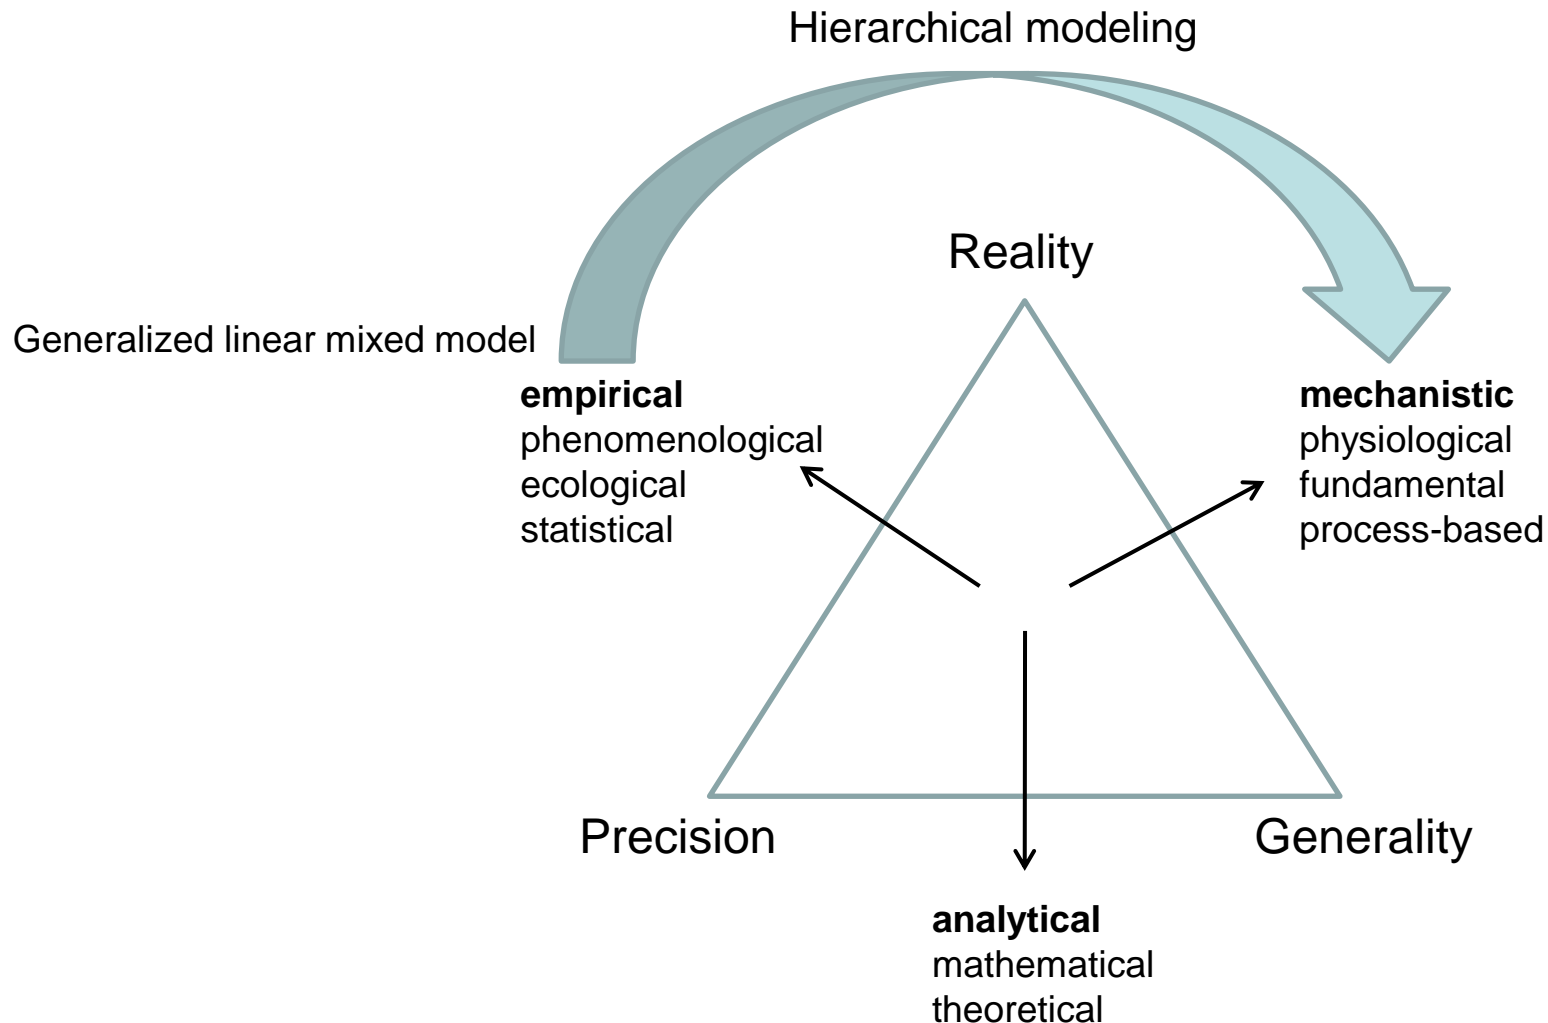 Hierarchical modeling
Reality
Generalized linear mixed model
empirical
phenomenological
ecological
statistical
mechanistic
physiological
fundamental
process-based
Precision
Generality
analytical
mathematical
theoretical